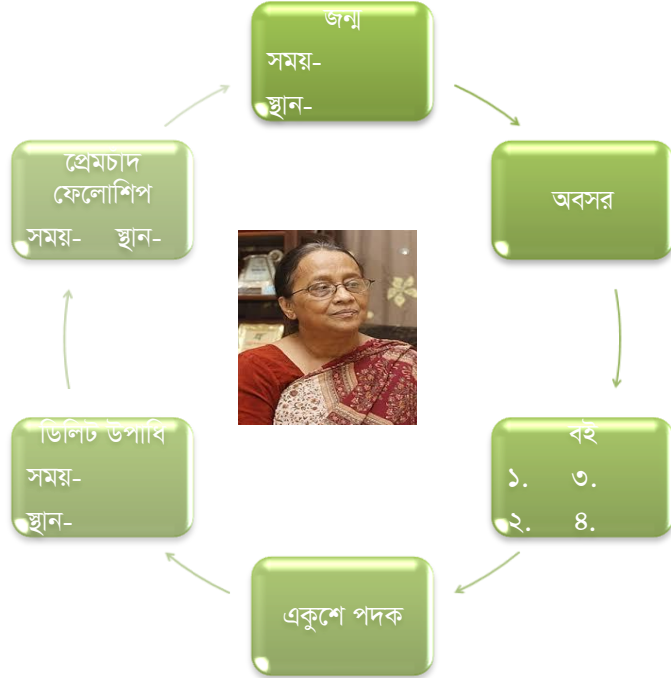 জন্ম
সময়-
স্থান-
অবসর
বই
১. ৩.
২. ৪.
একুশে পদক
ডিলিট উপাধি
সময়-
স্থান-
প্রেমচাঁদ
ফেলোশিপ
সময়- স্থান-